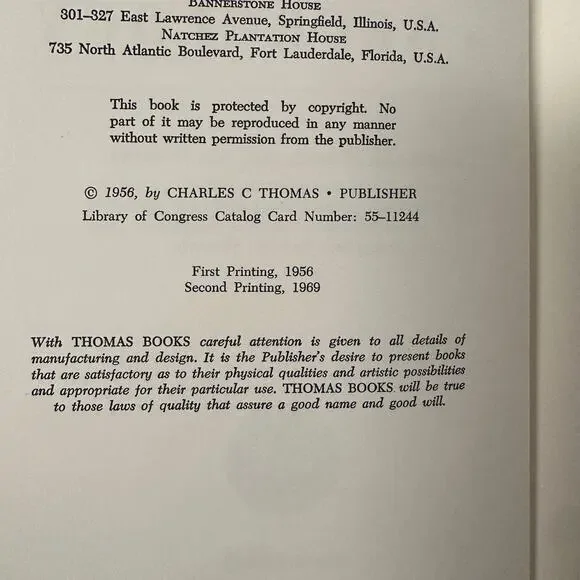 BANNERSTONE HOUSE
301–327 East Lawrence Avenue, Springfield, Illinois, U.S.A.
NATCHEZ PLANTATION HOUSE
735 North Atlantic Boulevard, Fort Lauderdale, Florida, U.S.A.
This book is protected by copyright. No
part of it may be reproduced in any manner
without written permission from the publisher.
© 1956, by CHARLES C THOMAS • PUBLISHER
Library of Congress Catalog Card Number: 55–11244
First Printing, 1956
Second Printing, 1969
With THOMAS BOOKS careful attention is given to all details of
manufacturing and design. It is the Publisher's desire to present books
that are satisfactory as to their physical qualities and artistic possibilities
and appropriate for their particular use. THOMAS BOOKS will be true
to those laws of quality that assure a good name and good will.